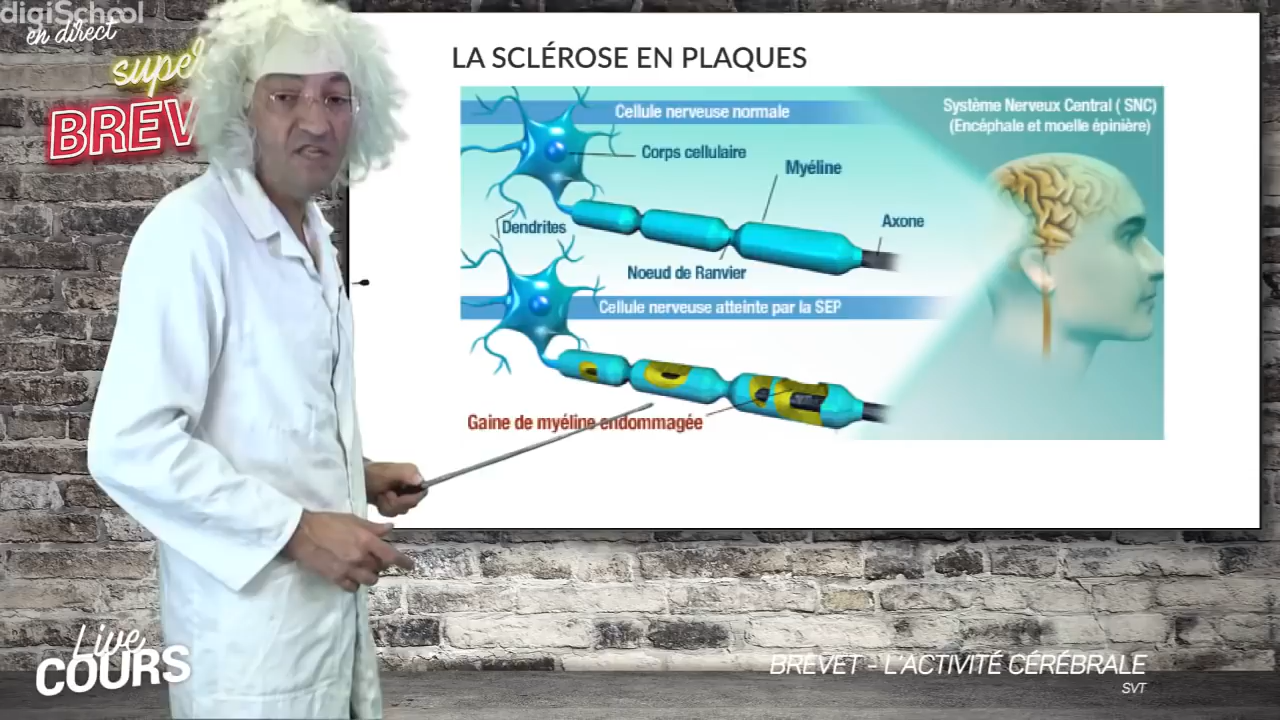 digiSchool
en direct
super
BREV
LA SCLÉROSE EN PLAQUES
Cellule nerveuse normale
Système Nerveux Central ( SNC)
(Encéphale et moelle épinière)
Corps cellulaire
Myéline
Dendrites
Axone
Noeud de Ranvier
Cellule nerveuse atteinte par la SEP
Gaine de myéline endommagée
Live
COURS
BREVET - L'ACTIVITÉ CÉRÉBRALE
SVT